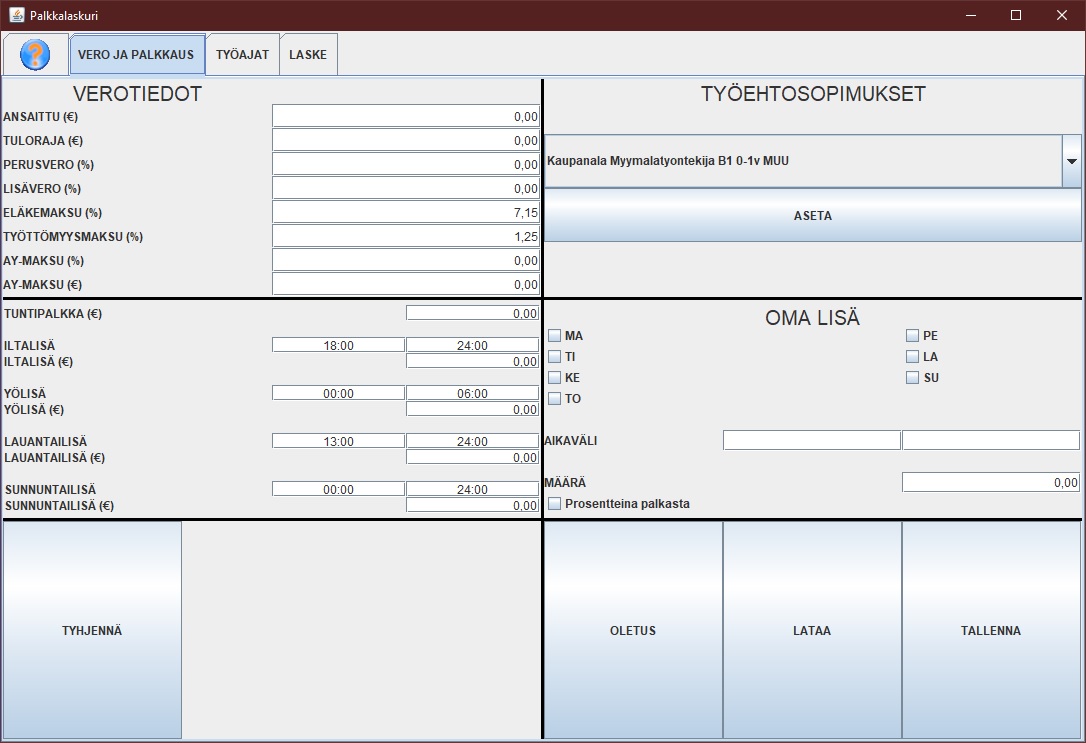 Palkkalaskuri
VERO JA PALKKAUS TYÖAJAT LASKE
VEROTIEDOT
ANSAITTU (€) 0,00
TULORAJA (€) 0,00
PERUSVERO (%) 0,00
LISÄVERO (%) 0,00
ELÄKEMAKSU (%) 7,15
TYÖTTÖMYYSMAKSU (%) 1,25
AY-MAKSU (%) 0,00
AY-MAKSU (€) 0,00
TYÖEHTOSOPIMUKSET
Kaupanala Myymalatyontekija B1 0-1v MUU
ASETA
TUNTIPALKKA (€) 0,00
ILTALISÄ 18:00 24:00
ILTALISÄ (€) 0,00
YÖLISÄ 00:00 06:00
YÖLISÄ (€) 0,00
LAUANTAILISÄ 13:00 24:00
LAUANTAILISÄ (€) 0,00
SUNNUNTAILISÄ 00:00 24:00
SUNNUNTAILISÄ (€) 0,00
OMA LISÄ
MA PE
TI LA
KE SU
TO
AIKAVÄLI
MÄÄRÄ 0,00
Prosentteina palkasta
TYHJENNÄ OLETUS LATAA TALLENNA